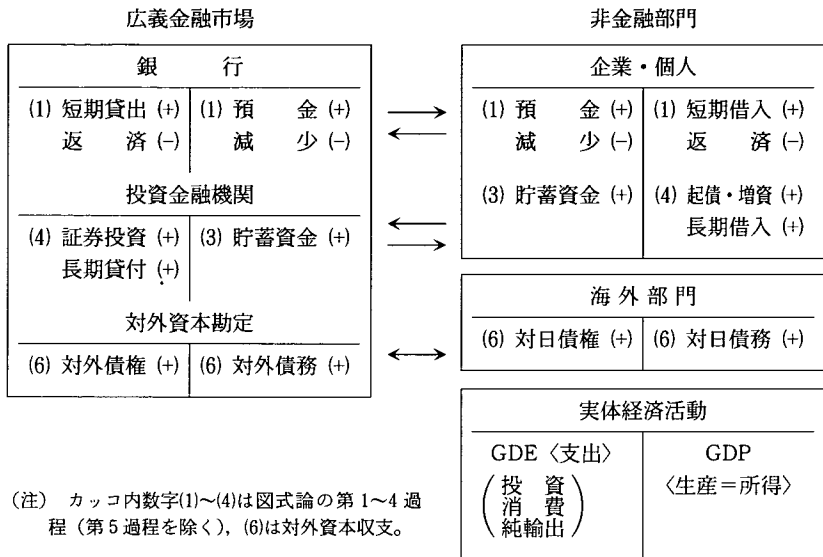 広義金融市場
銀　　行
(1) 短期貸出 (+)　(1) 預　　金 (+)
返　　済 (−)　減　　少 (−)
投資金融機関
(4) 証券投資 (+)　(3) 貯蓄資金 (+)
長期貸付 (+)
対外資本勘定
(6) 対外債権 (+)　(6) 対外債務 (+)
非金融部門
企業・個人
(1) 預　　金 (+)　(1) 短期借入 (+)
減　　少 (−)　返　　済 (−)
(3) 貯蓄資金 (+)　(4) 起債・増資 (+)
長期借入 (+)
海外部門
(6) 対日債権 (+)　(6) 対日債務 (+)
実体経済活動
GDE〈支出〉　GDP
投　資　〈生産＝所得〉
消　費
純輸出
(注)　カッコ内数字(1)～(4)は図式論の第1～4過
程（第5過程を除く），(6)は対外資本収支。